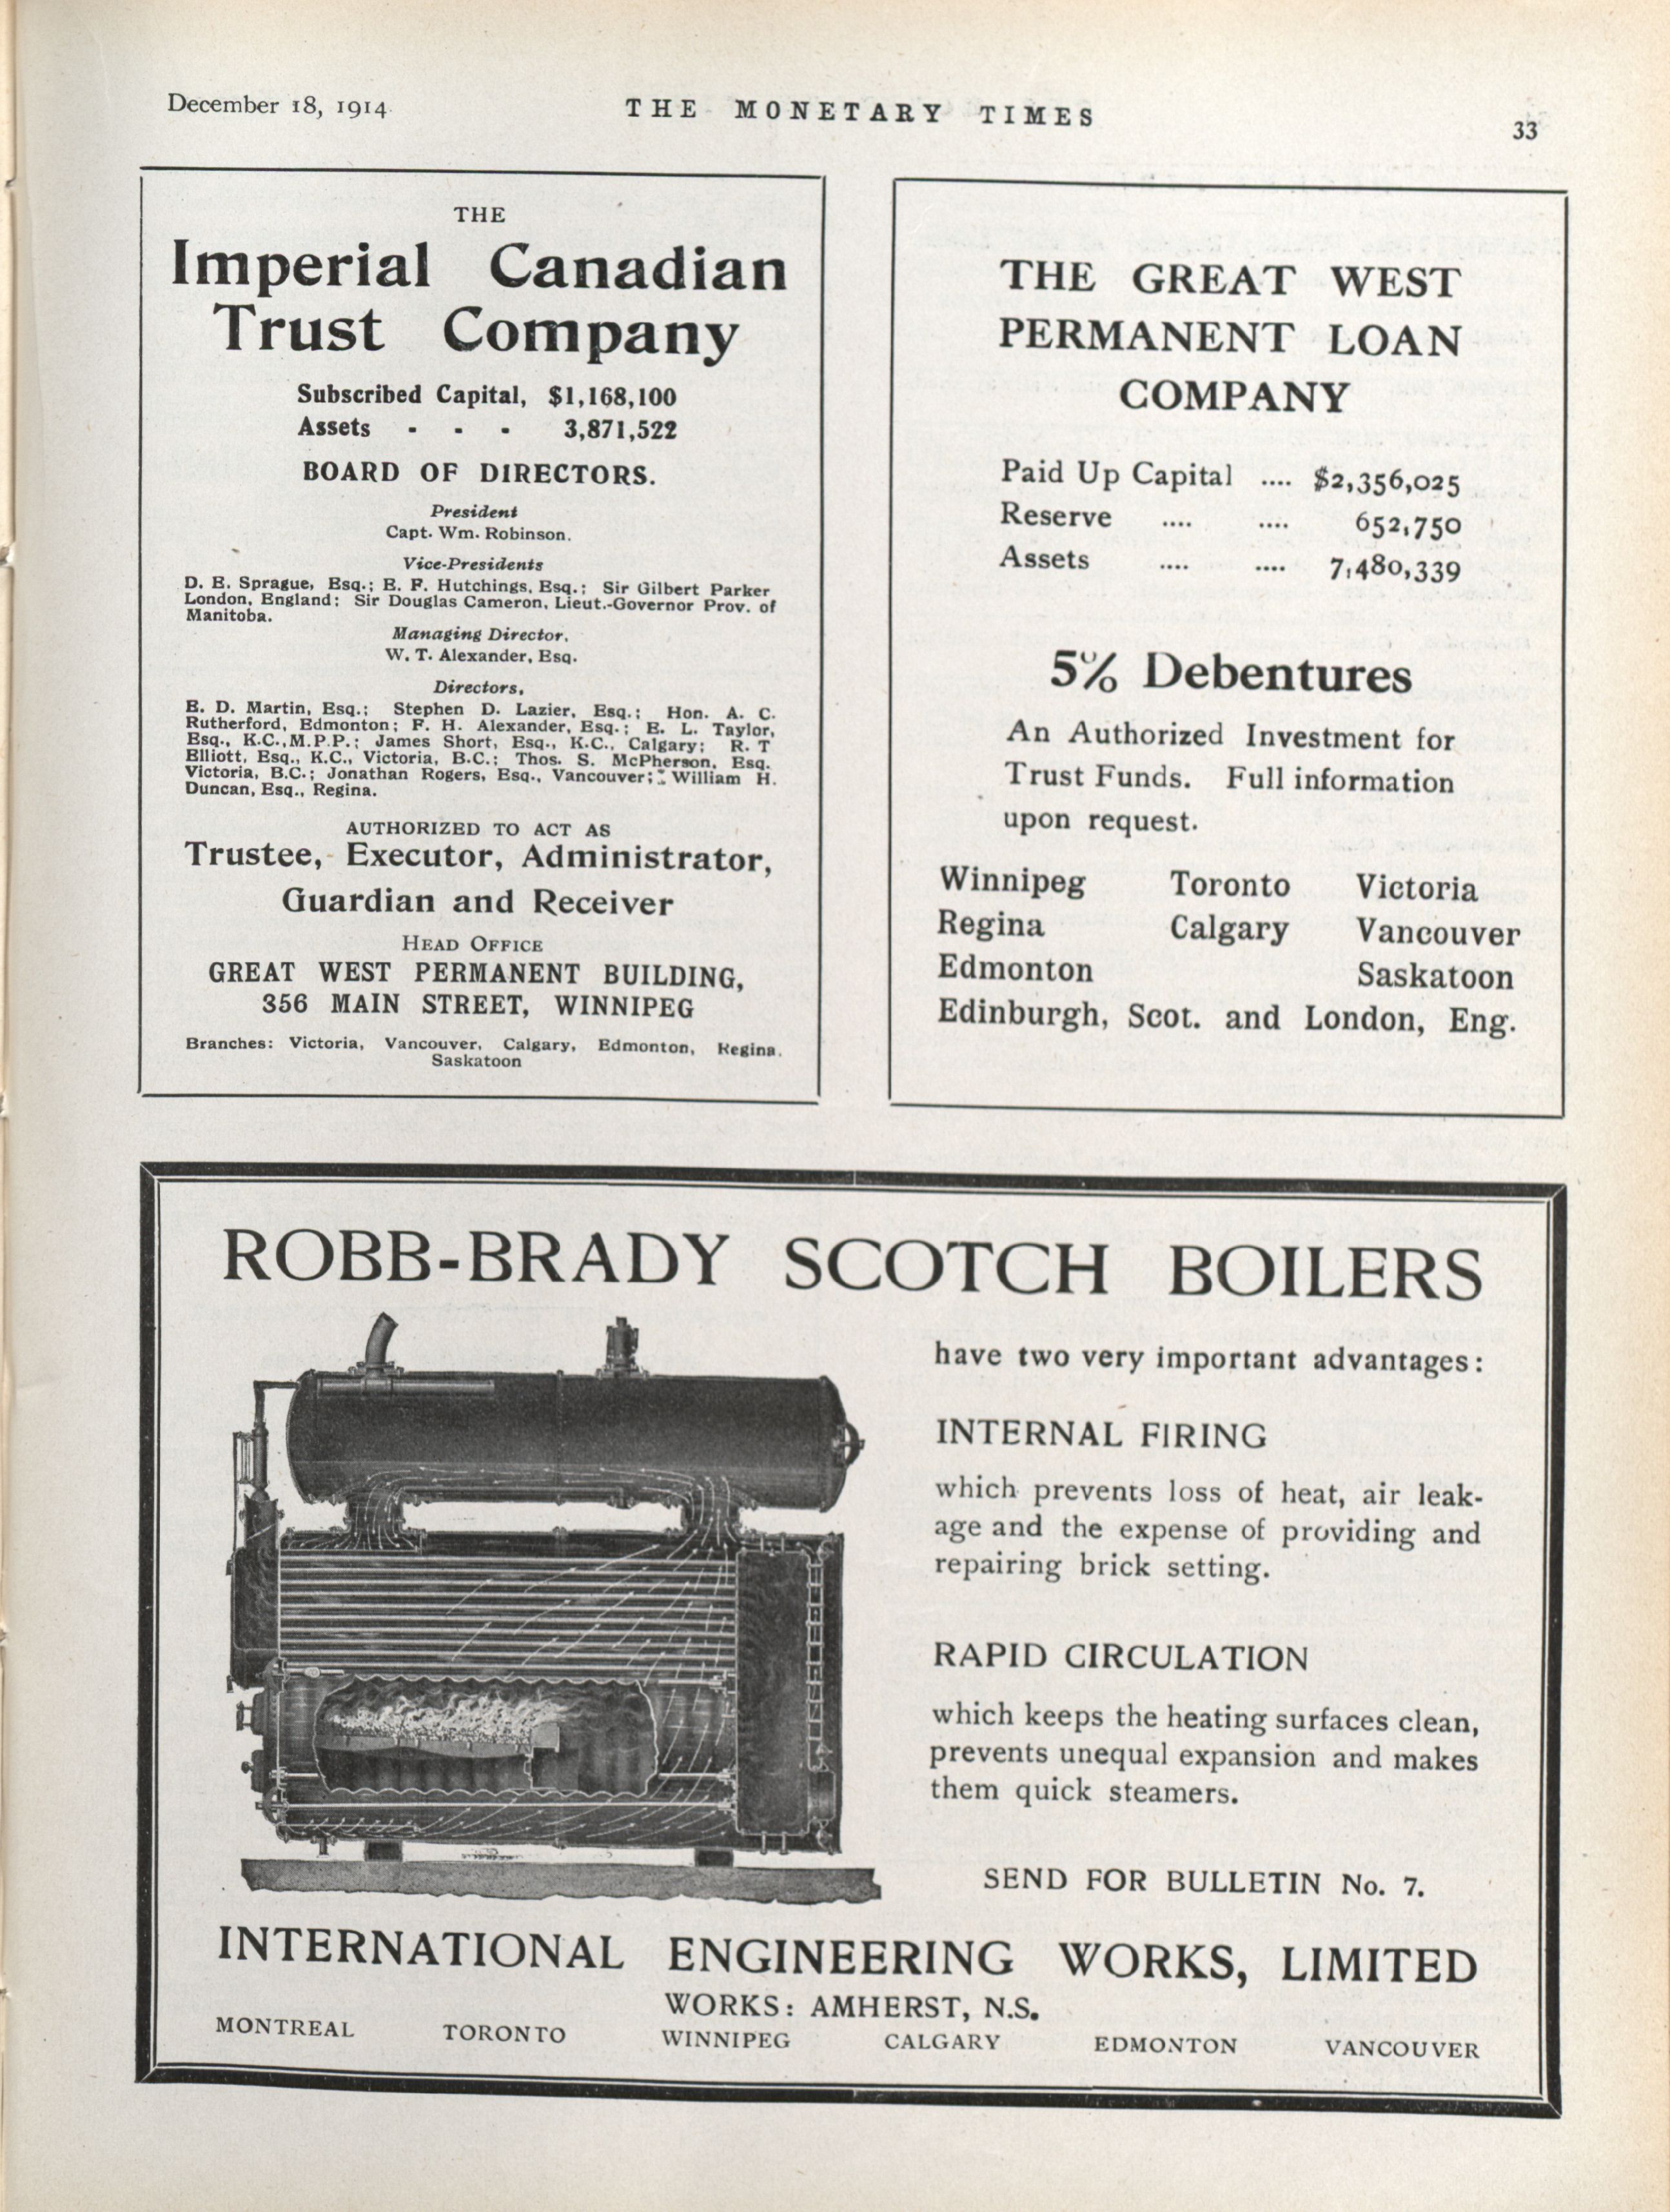 December 18, 1914
THE MONETARY TIMES
33
THE
Imperial Canadian
Trust Company
Subscribed Capital, $1,168,100
Assets - - - 3,871,522
BOARD OF DIRECTORS.
President
Capt. Wm. Robinson.
Vice-Presidents
D. E. Sprague, Esq.; E. F. Hutchings, Esq.; Sir Gilbert Parker
London, England; Sir Douglas Cameron, Lieut.-Governor Prov. of
Manitoba.
Managing Director,
W. T. Alexander, Esq.
Directors,
E. D. Martin, Esq.; Stephen D. Lazier, Esq.; Hon. A. C.
Rutherford, Edmonton; F. H. Alexander, Esq.; E. L. Taylor,
Esq., K.C., M.P.P.; James Short, Esq., K.C., Calgary; R. T
Elliott, Esq., K.C., Victoria, B.C.; Thos. S. McPherson, Esq.
Victoria, B.C.; Jonathan Rogers, Esq., Vancouver; William H.
Duncan, Esq., Regina.
AUTHORIZED TO ACT AS
Trustee, Executor, Administrator,
Guardian and Receiver
HEAD OFFICE
GREAT WEST PERMANENT BUILDING,
356 MAIN STREET, WINNIPEG
Branches: Victoria, Vancouver, Calgary, Edmonton, Regina,
Saskatoon
THE GREAT WEST
PERMANENT LOAN
COMPANY
Paid Up Capital .... $2,356,025
Reserve .... .... 652,750
Assets .... .... 7,480,339
5% Debentures
An Authorized Investment for
Trust Funds. Full information
upon request.
Winnipeg Toronto Victoria
Regina Calgary Vancouver
Edmonton Saskatoon
Edinburgh, Scot. and London, Eng.
ROBB-BRADY SCOTCH BOILERS
have two very important advantages:
INTERNAL FIRING
which prevents loss of heat, air leak-
age and the expense of providing and
repairing brick setting.
RAPID CIRCULATION
which keeps the heating surfaces clean,
prevents unequal expansion and makes
them quick steamers.
SEND FOR BULLETIN No. 7.
INTERNATIONAL ENGINEERING WORKS, LIMITED
WORKS: AMHERST, N.S.
MONTREAL TORONTO WINNIPEG CALGARY EDMONTON VANCOUVER